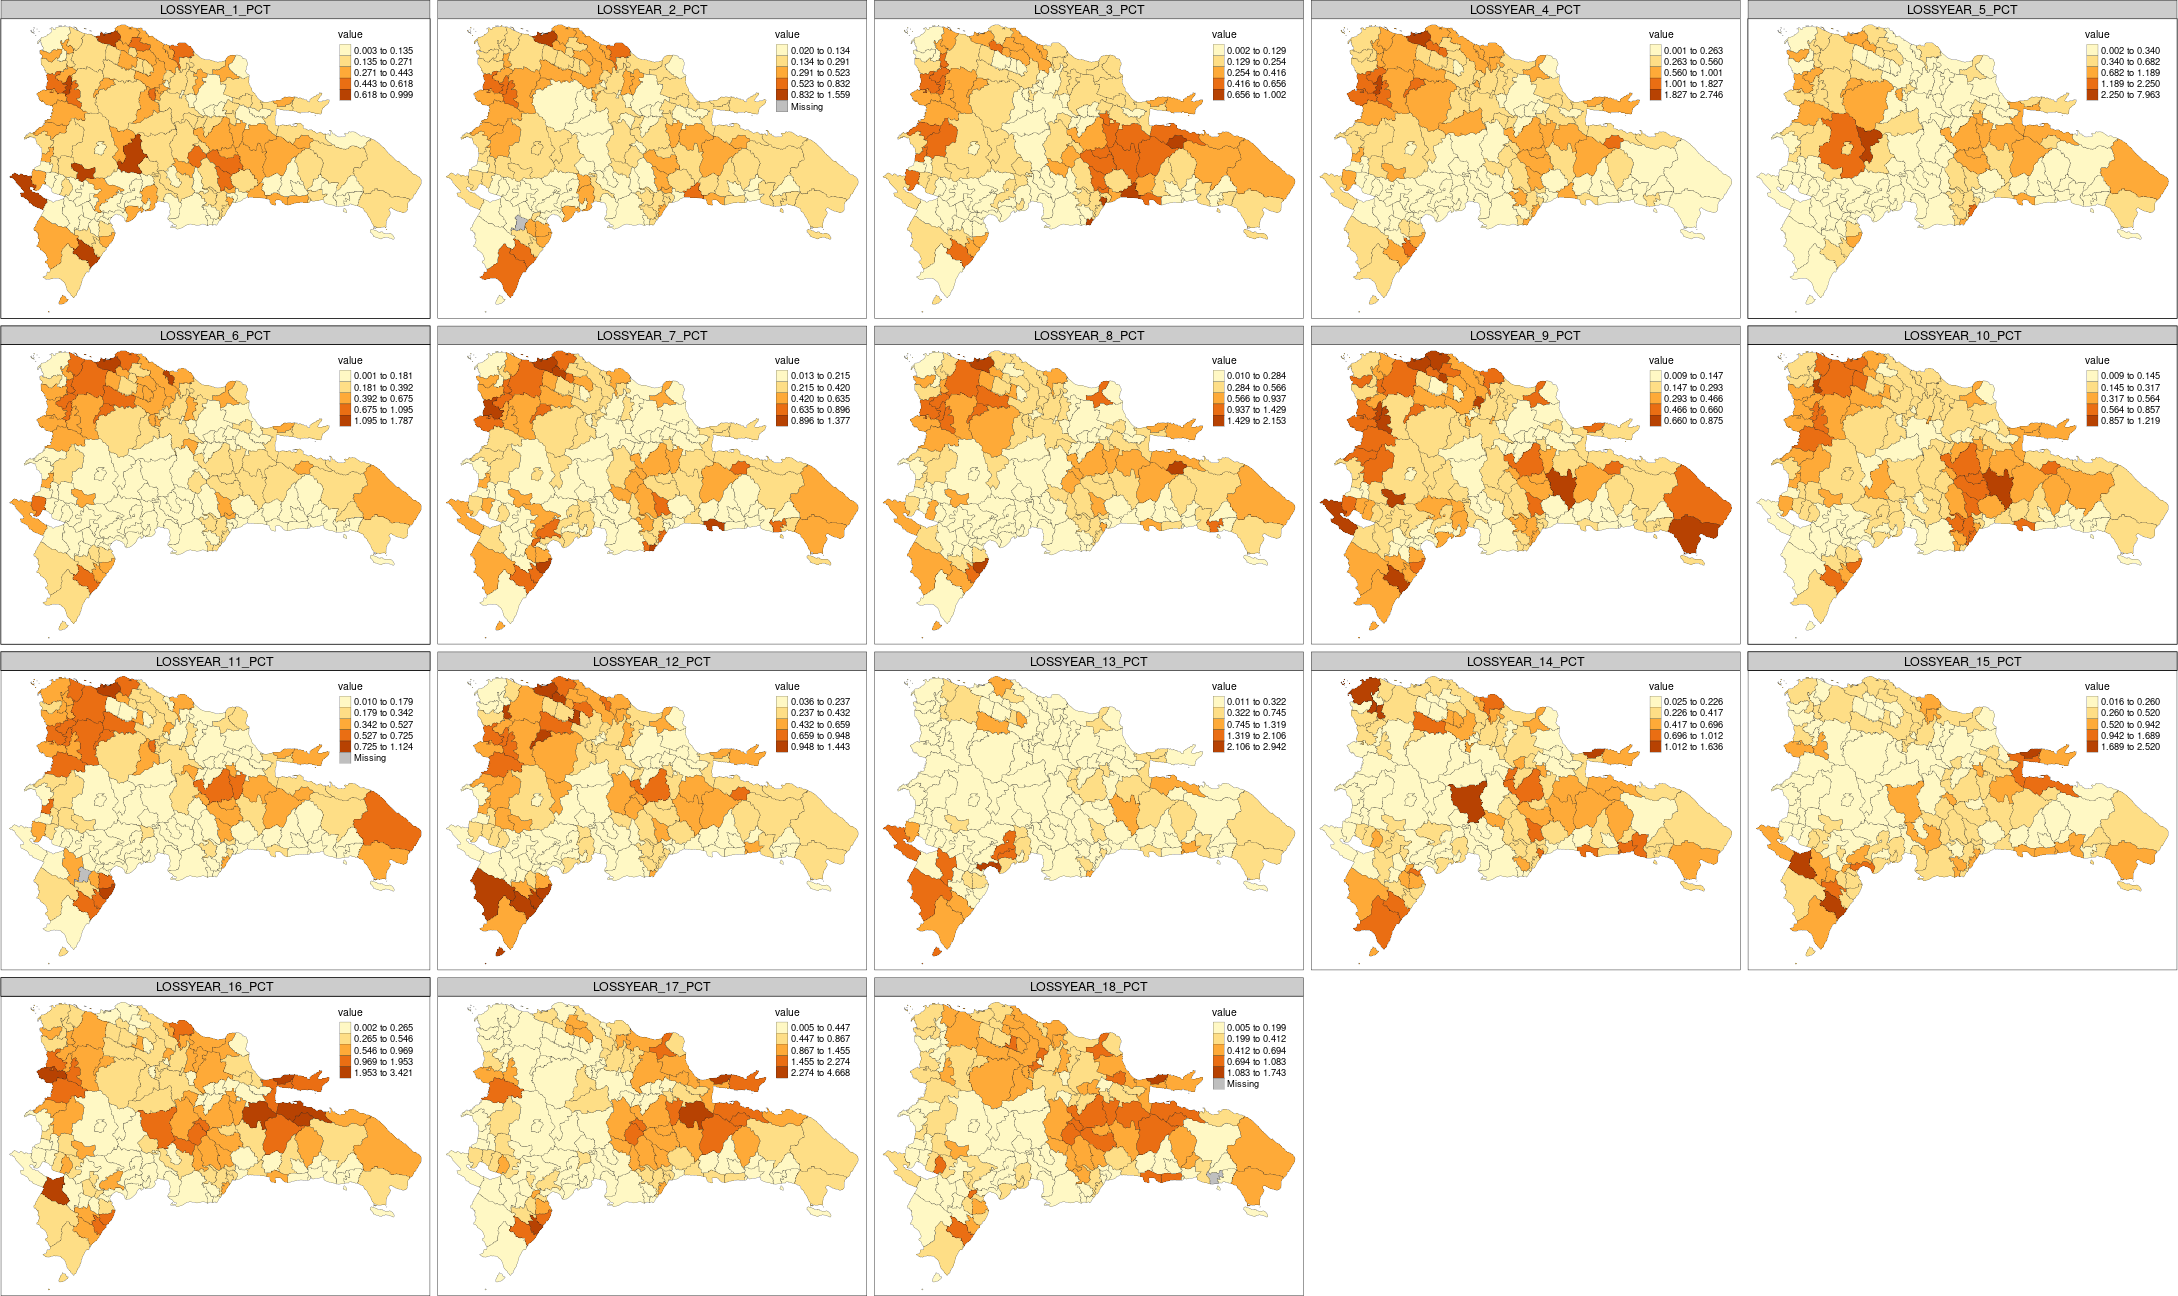 LOSSYEAR_1_PCT
value
0.003 to 0.135
0.135 to 0.271
0.271 to 0.443
0.443 to 0.618
0.618 to 0.999
LOSSYEAR_2_PCT
value
0.020 to 0.134
0.134 to 0.291
0.291 to 0.523
0.523 to 0.832
0.832 to 1.559
Missing
LOSSYEAR_3_PCT
value
0.002 to 0.129
0.129 to 0.254
0.254 to 0.416
0.416 to 0.656
0.656 to 1.002
LOSSYEAR_4_PCT
value
0.001 to 0.263
0.263 to 0.560
0.560 to 1.001
1.001 to 1.827
1.827 to 2.746
LOSSYEAR_5_PCT
value
0.002 to 0.340
0.340 to 0.682
0.682 to 1.189
1.189 to 2.250
2.250 to 7.963
LOSSYEAR_6_PCT
value
0.001 to 0.181
0.181 to 0.392
0.392 to 0.675
0.675 to 1.095
1.095 to 1.787
LOSSYEAR_7_PCT
value
0.013 to 0.215
0.215 to 0.420
0.420 to 0.635
0.635 to 0.896
0.896 to 1.377
LOSSYEAR_8_PCT
value
0.010 to 0.284
0.284 to 0.566
0.566 to 0.937
0.937 to 1.429
1.429 to 2.153
LOSSYEAR_9_PCT
value
0.009 to 0.147
0.147 to 0.293
0.293 to 0.466
0.466 to 0.660
0.660 to 0.875
LOSSYEAR_10_PCT
value
0.009 to 0.145
0.145 to 0.317
0.317 to 0.564
0.564 to 0.857
0.857 to 1.219
LOSSYEAR_11_PCT
value
0.010 to 0.179
0.179 to 0.342
0.342 to 0.527
0.527 to 0.725
0.725 to 1.124
Missing
LOSSYEAR_12_PCT
value
0.036 to 0.237
0.237 to 0.432
0.432 to 0.659
0.659 to 0.948
0.948 to 1.443
LOSSYEAR_13_PCT
value
0.011 to 0.322
0.322 to 0.745
0.745 to 1.319
1.319 to 2.106
2.106 to 2.942
LOSSYEAR_14_PCT
value
0.025 to 0.226
0.226 to 0.417
0.417 to 0.696
0.696 to 1.012
1.012 to 1.636
LOSSYEAR_15_PCT
value
0.016 to 0.260
0.260 to 0.520
0.520 to 0.942
0.942 to 1.689
1.689 to 2.520
LOSSYEAR_16_PCT
value
0.002 to 0.265
0.265 to 0.546
0.546 to 0.969
0.969 to 1.953
1.953 to 3.421
LOSSYEAR_17_PCT
value
0.005 to 0.447
0.447 to 0.867
0.867 to 1.455
1.455 to 2.274
2.274 to 4.668
LOSSYEAR_18_PCT
value
0.005 to 0.199
0.199 to 0.412
0.412 to 0.694
0.694 to 1.083
1.083 to 1.743
Missing